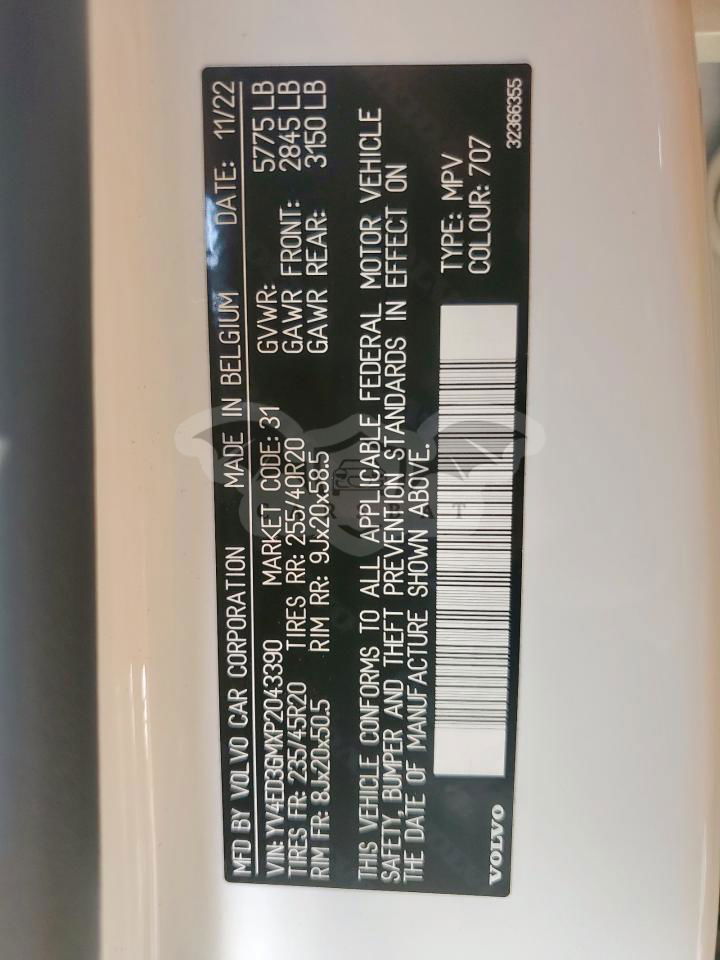 MFD BY VOLVO CAR CORPORATION MADE IN BELGIUM DATE: 11/22
VIN: YV4ED3GMXP2043390 MARKET CODE: 31 GVWR: 5775 LB
TIRES FR: 235/45R20 TIRES RR: 255/40R20 GAWR FRONT: 2845 LB
RIM FR: 8Jx20x50.5 RIM RR: 9Jx20x58.5 GAWR REAR: 3150 LB
THIS VEHICLE CONFORMS TO ALL APPLICABLE FEDERAL MOTOR VEHICLE
SAFETY, BUMPER AND THEFT PREVENTION STANDARDS IN EFFECT ON
THE DATE OF MANUFACTURE SHOWN ABOVE.
TYPE: MPV
COLOUR: 707
VOLVO
32366355